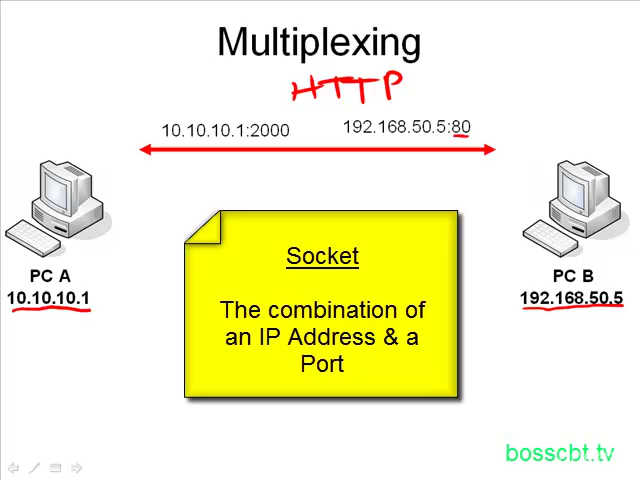 Multiplexing
HTTP
10.10.10.1:2000 192.168.50.5:80
PC A
10.10.10.1
Socket
The combination of
an IP Address & a
Port
PC B
192.168.50.5
bosscbt.tv